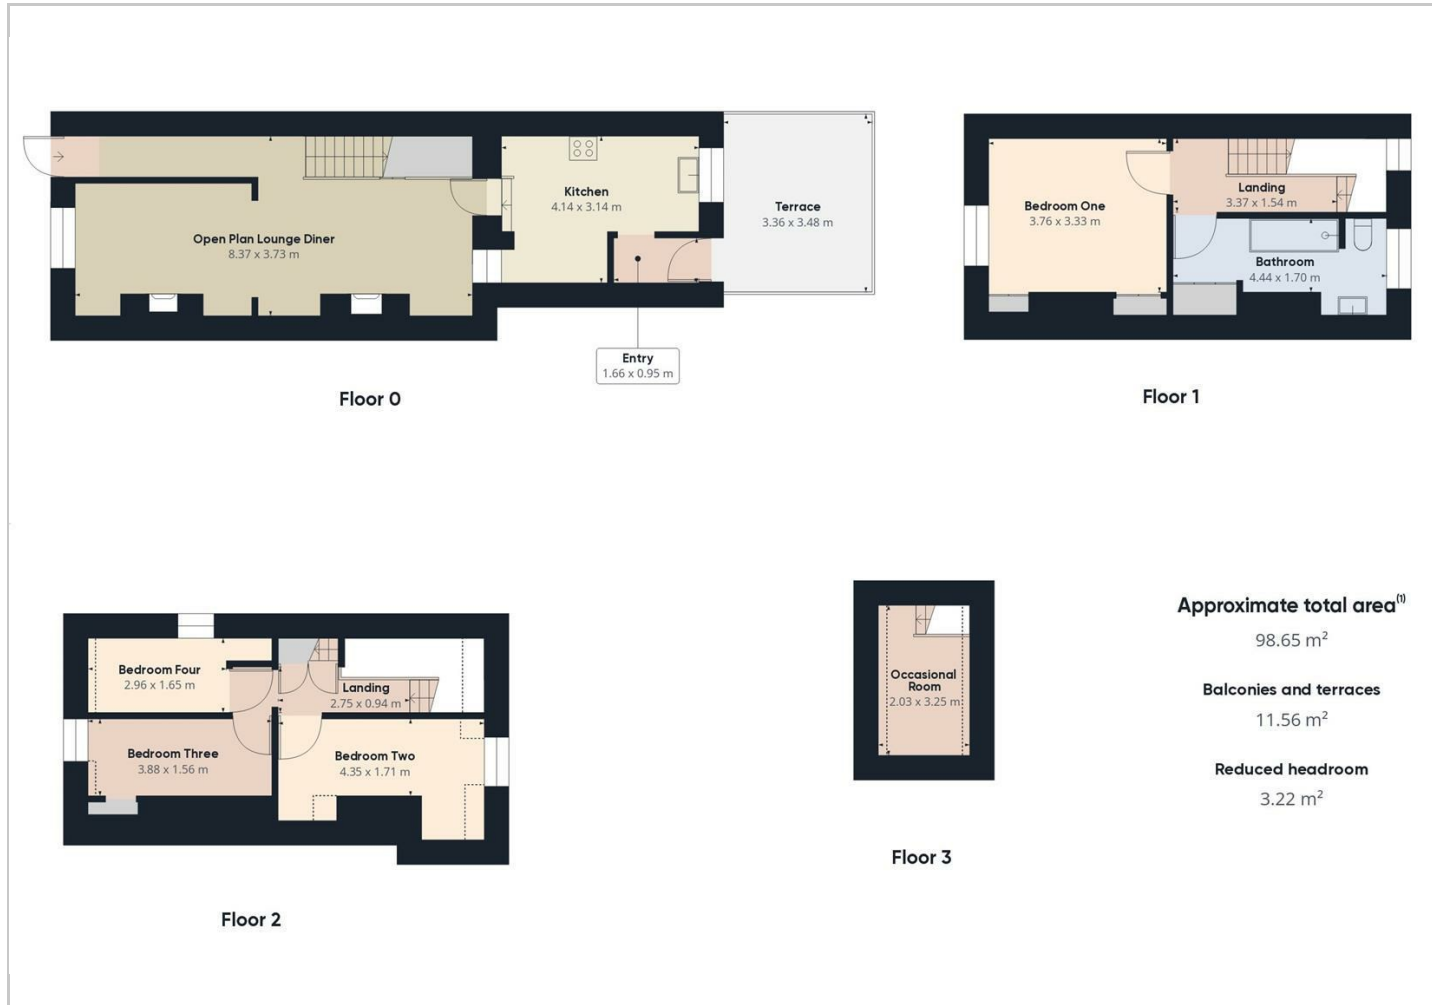 Open Plan Lounge Diner
8.37 x 3.73 m
Kitchen
4.14 x 3.14 m
Terrace
3.36 x 3.48 m
Entry
1.66 x 0.95 m
Floor 0
Bedroom One
3.76 x 3.33 m
Landing
3.37 x 1.54 m
Bathroom
4.44 x 1.70 m
Floor 1
Bedroom Four
2.96 x 1.65 m
Landing
2.75 x 0.94 m
Bedroom Three
3.88 x 1.56 m
Bedroom Two
4.35 x 1.71 m
Floor 2
Occasional
Room
2.03 x 3.25 m
Floor 3
Approximate total area⁽¹⁾
98.65 m²
Balconies and terraces
11.56 m²
Reduced headroom
3.22 m²